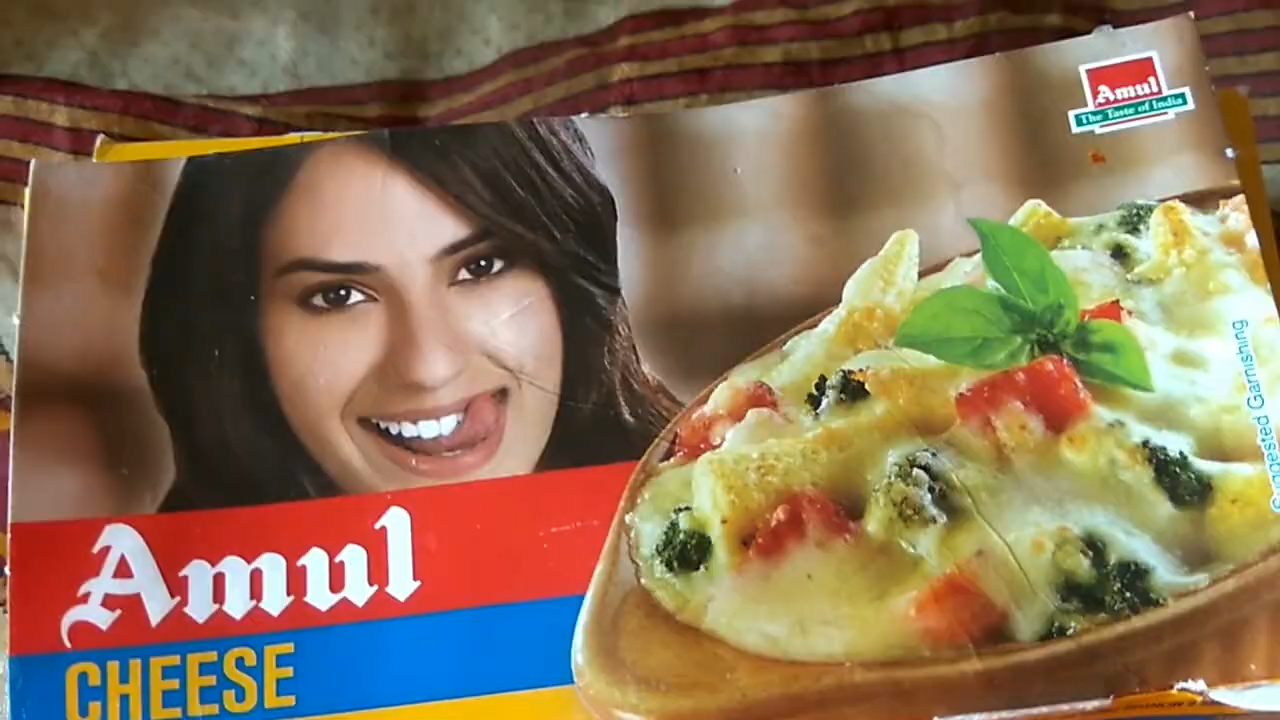 Amul
The Taste of India
Suggested Garnishing
Amul
CHEESE